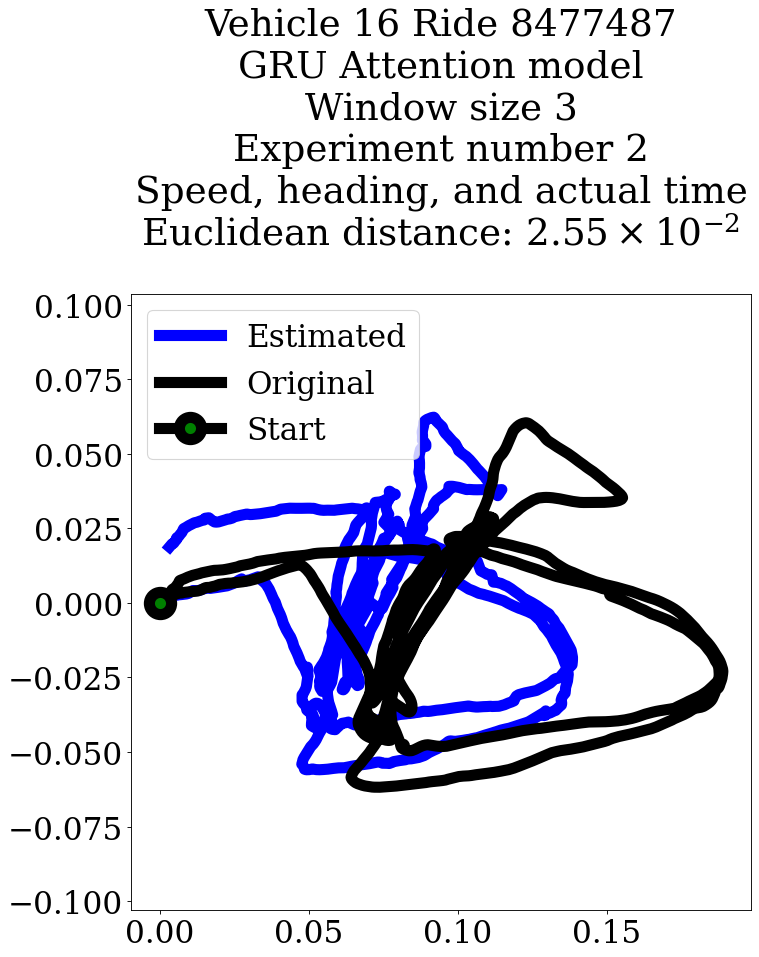 Vehicle 16 Ride 8477487
GRU Attention model
Window size 3
Experiment number 2
Speed, heading, and actual time
Euclidean distance: 2.55 × 10⁻²
0.100
0.075
0.050
0.025
0.000
−0.025
−0.050
−0.075
−0.100
Estimated
Original
Start
0.00 0.05 0.10 0.15